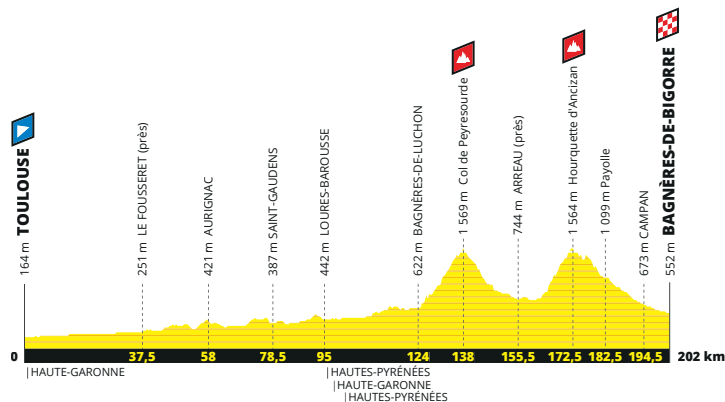 164 m TOULOUSE
251 m LE FOUSSERET (près)
421 m AURIGNAC
387 m SAINT-GAUDENS
442 m LOURES-BAROUSSE
622 m BAGNÈRES-DE-LUCHON
1 569 m Col de Peyresourde
744 m ARREAU (près)
1 564 m Hourquette d'Ancizan
1 099 m Payolle
673 m CAMPAN
552 m BAGNÈRES-DE-BIGORRE
0 37,5 58 78,5 95 124 138 155,5 172,5 182,5 194,5 202 km
HAUTE-GARONNE
HAUTES-PYRÉNÉES
HAUTE-GARONNE
HAUTES-PYRÉNÉES